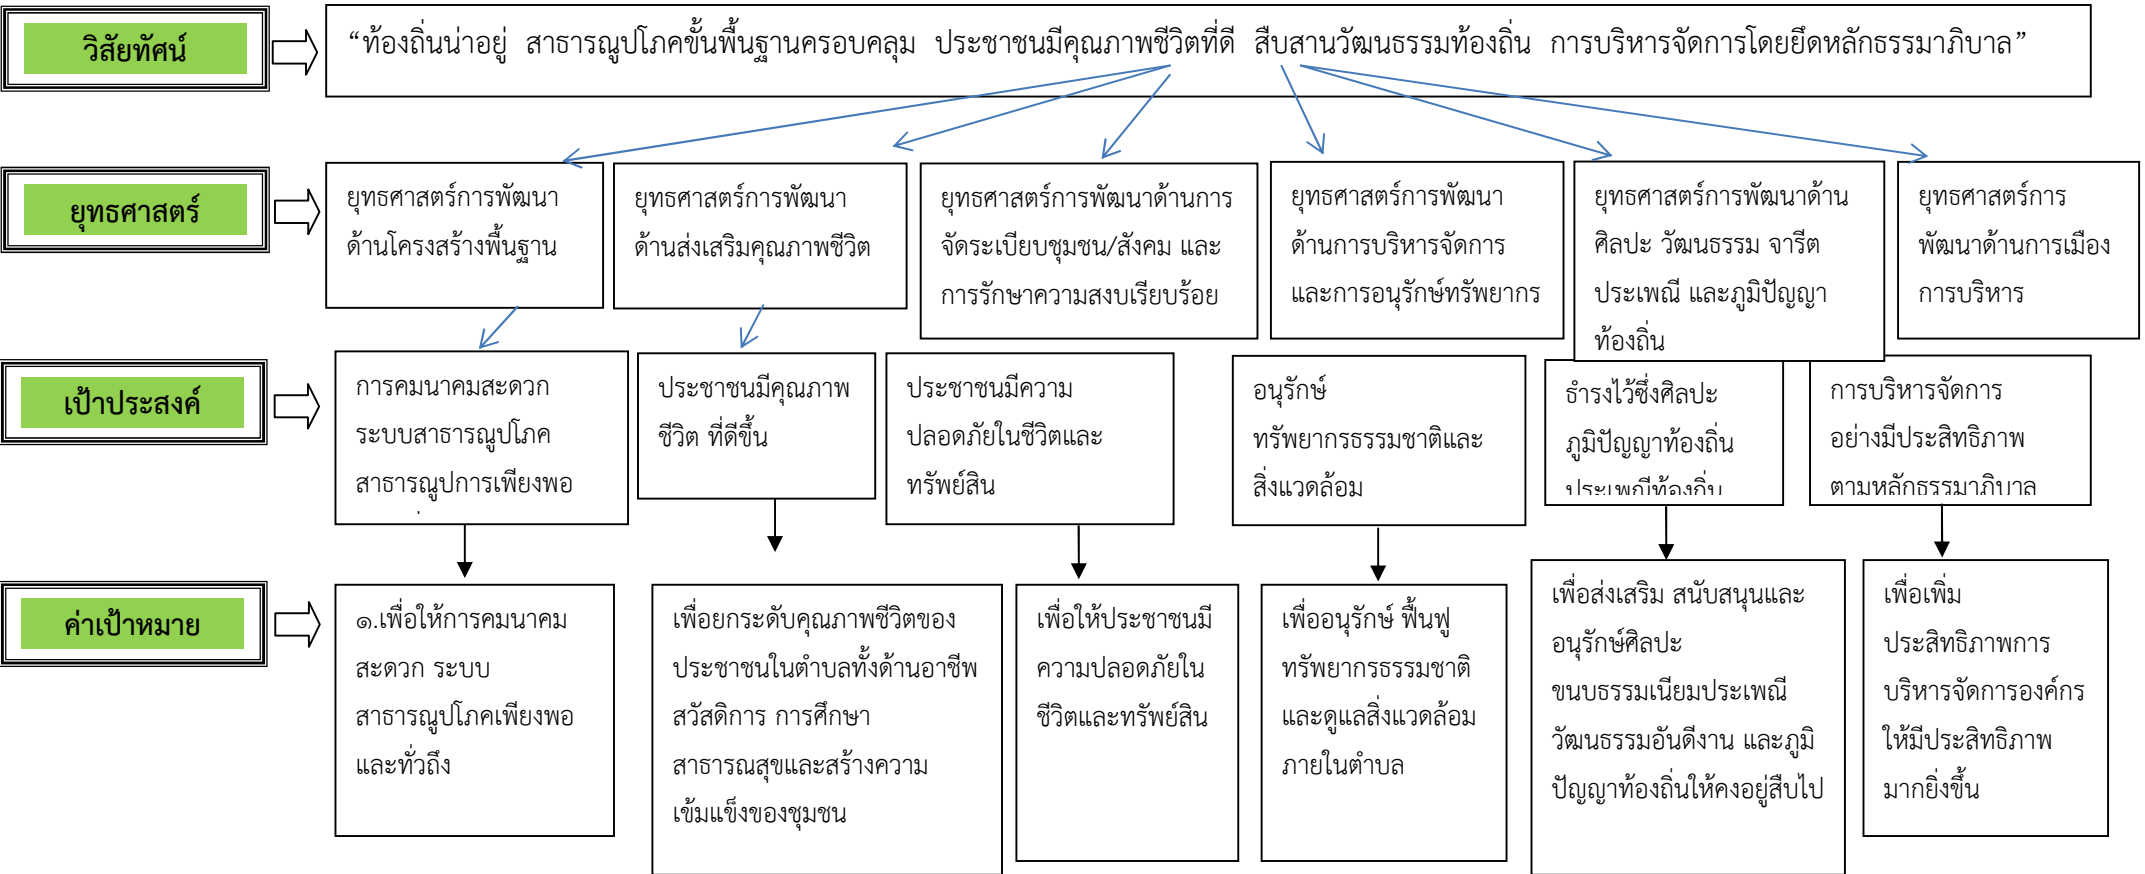 วิสัยทัศน์
“ท้องถิ่นน่าอยู่ สาธารณูปโภคขั้นพื้นฐานครอบคลุม ประชาชนมีคุณภาพชีวิตที่ดี สืบสานวัฒนธรรมท้องถิ่น การบริหารจัดการโดยยึดหลักธรรมาภิบาล”
ยุทธศาสตร์
ยุทธศาสตร์การพัฒนา
ด้านโครงสร้างพื้นฐาน
ยุทธศาสตร์การพัฒนา
ด้านส่งเสริมคุณภาพชีวิต
ยุทธศาสตร์การพัฒนาด้านการ
จัดระเบียบชุมชน/สังคม และ
การรักษาความสงบเรียบร้อย
ยุทธศาสตร์การพัฒนา
ด้านการบริหารจัดการ
และการอนุรักษ์ทรัพยากร
ยุทธศาสตร์การพัฒนาด้าน
ศิลปะ วัฒนธรรม จารีต
ประเพณี และภูมิปัญญา
ท้องถิ่น
ยุทธศาสตร์การ
พัฒนาด้านการเมือง
การบริหาร
เป้าประสงค์
การคมนาคมสะดวก
ระบบสาธารณูปโภค
สาธารณูปการเพียงพอ
ประชาชนมีคุณภาพ
ชีวิต ที่ดีขึ้น
ประชาชนมีความ
ปลอดภัยในชีวิตและ
ทรัพย์สิน
อนุรักษ์
ทรัพยากรธรรมชาติและ
สิ่งแวดล้อม
ธำรงไว้ซึ่งศิลปะ
ภูมิปัญญาท้องถิ่น
ประเพณีท้องถิ่น
การบริหารจัดการ
อย่างมีประสิทธิภาพ
ตามหลักธรรมาภิบาล
ค่าเป้าหมาย
๑.เพื่อให้การคมนาคม
สะดวก ระบบ
สาธารณูปโภคเพียงพอ
และทั่วถึง
เพื่อยกระดับคุณภาพชีวิตของ
ประชาชนในตำบลทั้งด้านอาชีพ
สวัสดิการ การศึกษา
สาธารณสุขและสร้างความ
เข้มแข็งของชุมชน
เพื่อให้ประชาชนมี
ความปลอดภัยใน
ชีวิตและทรัพย์สิน
เพื่ออนุรักษ์ ฟื้นฟู
ทรัพยากรธรรมชาติ
และดูแลสิ่งแวดล้อม
ภายในตำบล
เพื่อส่งเสริม สนับสนุนและ
อนุรักษ์ศิลปะ
ขนบธรรมเนียมประเพณี
วัฒนธรรมอันดีงาน และภูมิ
ปัญญาท้องถิ่นให้คงอยู่สืบไป
เพื่อเพิ่ม
ประสิทธิภาพการ
บริหารจัดการองค์กร
ให้มีประสิทธิภาพ
มากยิ่งขึ้น